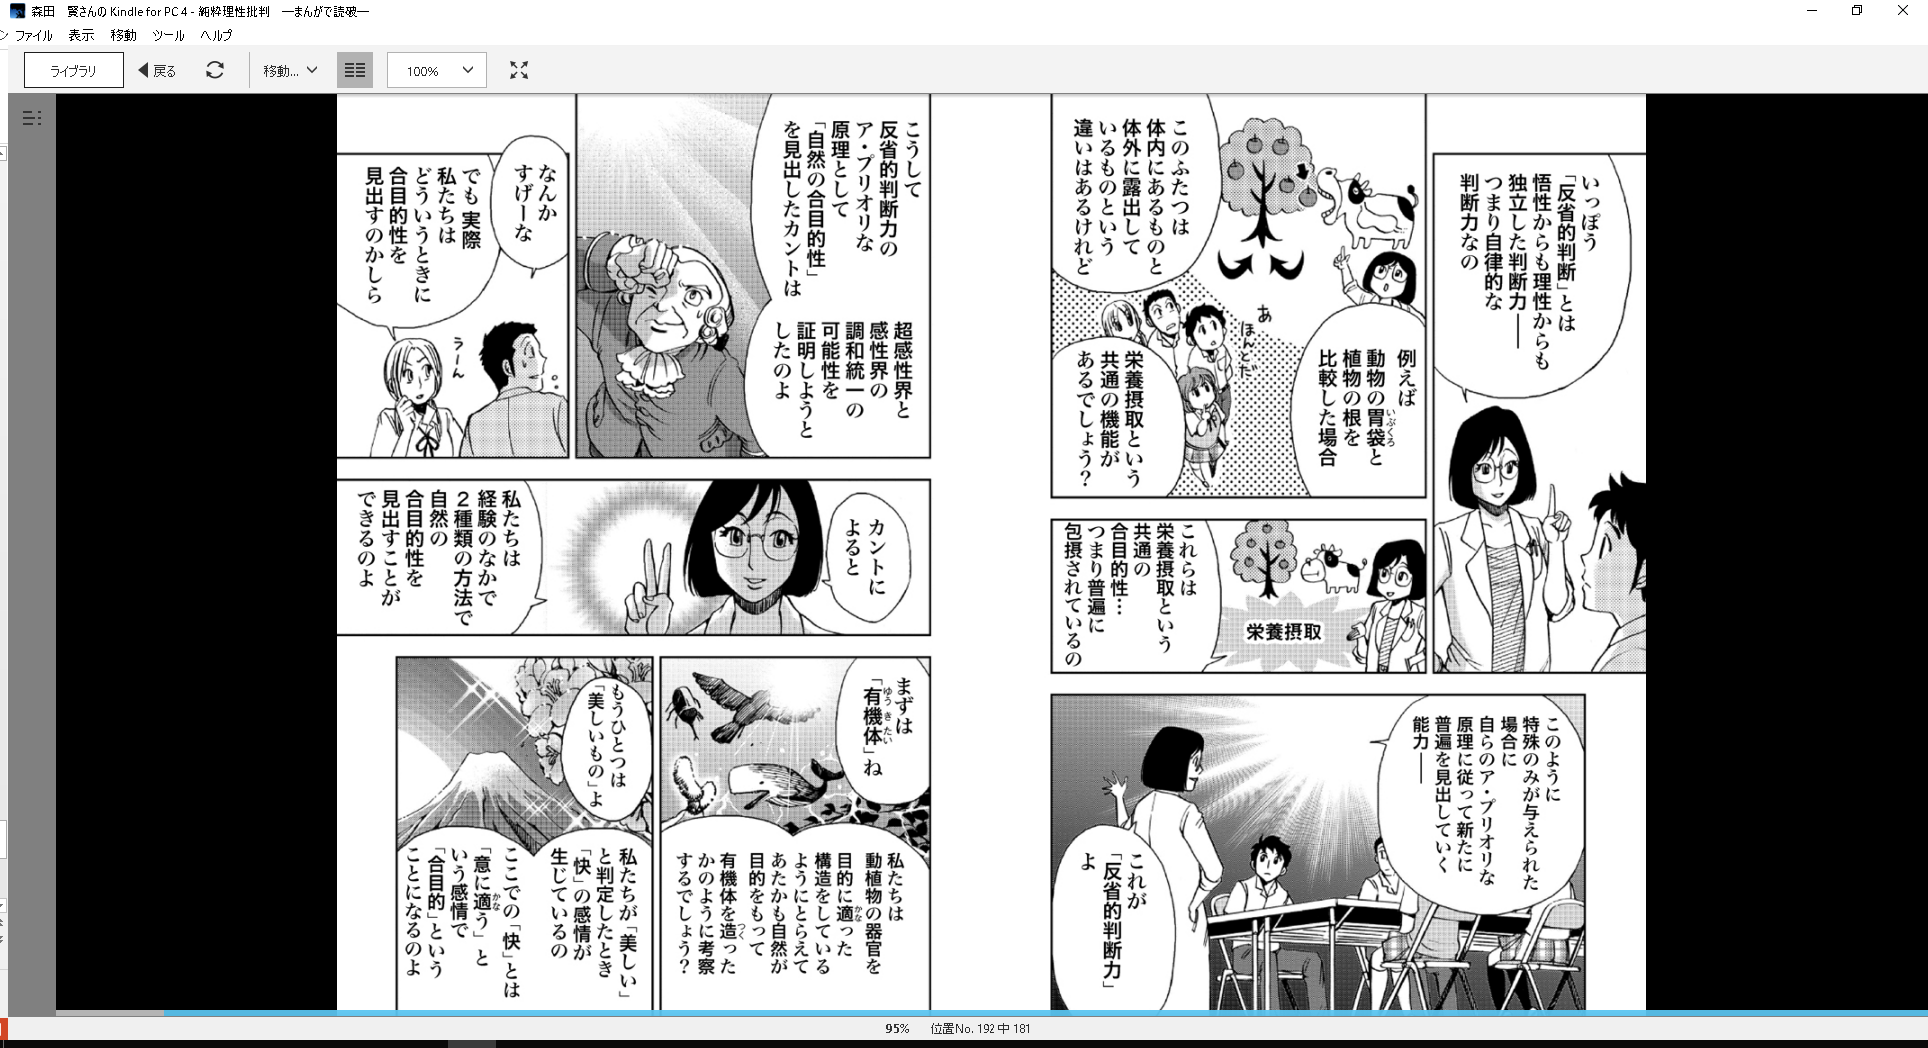 森田　賢さんの Kindle for PC 4 - 純粋理性批判　―まんがで読破―
ファイル 表示 移動 ツール ヘルプ
ライブラリ 戻る 移動... 100%
いっぽう
「反省的判断」とは
悟性からも理性からも
独立した判断力――
つまり自律的な
判断力なの
例えば
動物の胃袋と
いぶくろ
植物の根を
比較した場合
このふたつは
体内にあるものと
体外に露出して
いるものという
違いはあるけれど
あ
ほんとだ
栄養摂取という
共通の機能が
あるでしょう？
栄養摂取
これらは
栄養摂取という
共通の
合目的性…
つまり普遍に
包摂されているの
このように
特殊のみが与えられた
場合に
自らのア・プリオリな
原理に従って新たに
普遍を見出していく
能力――
これが
「反省的判断力」
よ
こうして
反省的判断力の
ア・プリオリな
原理として
「自然の合目的性」
を見出したカントは
超感性界と
感性界の
調和統一の
可能性を
証明しようと
したのよ
なんか
すげーな
でも 実際
私たちは
どういうときに
合目的性を
見出すのかしら
うーん
カントに
よると
私たちは
経験のなかで
２種類の方法で
自然の
合目的性を
見出すことが
できるのよ
まずは
「有機体」ね
ゆうきたい
私たちは
動植物の器官を
目的に適った
かな
構造をしている
ようにとらえて
あたかも自然が
目的をもって
有機体を造った
つく
かのように考察
するでしょう？
もうひとつは
「美しいもの」よ
私たちが「美しい」
と判定したとき
「快」の感情が
生じているの
ここでの「快」とは
「意に適う」と
かな
いう感情で
「合目的」という
ことになるのよ
95% 位置No. 192 中 181